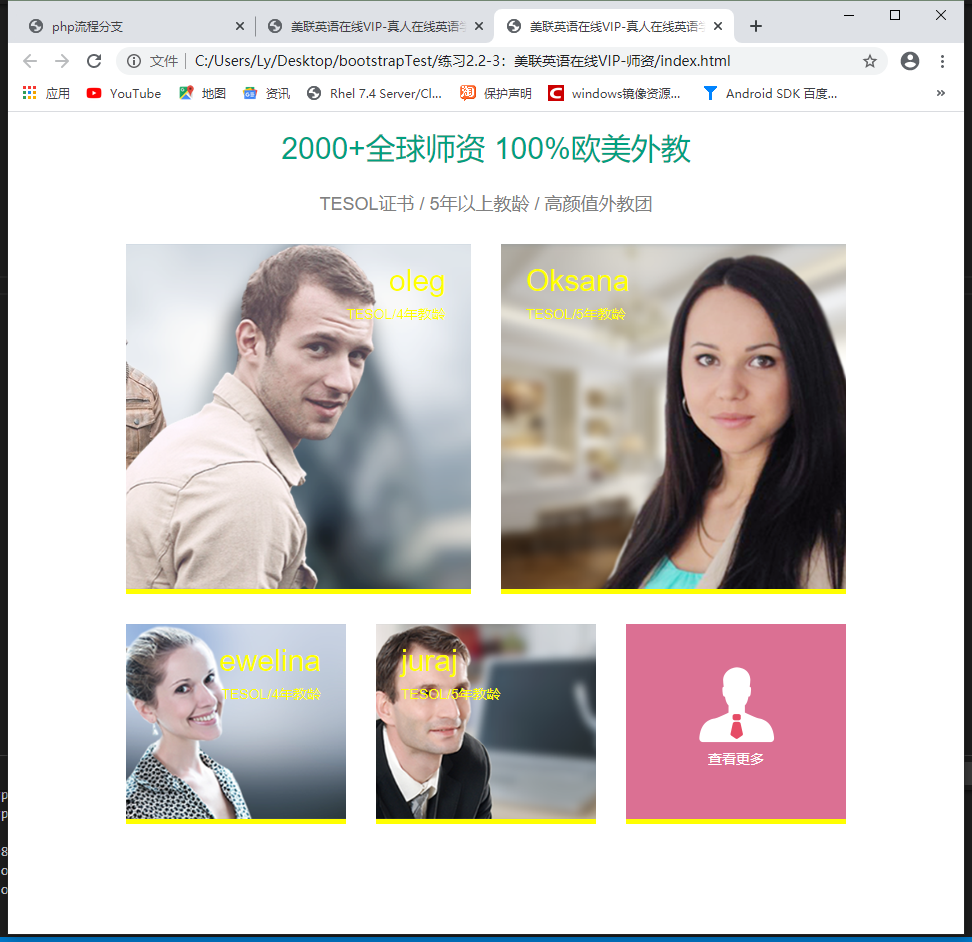 php流程分支
美联英语在线VIP-真人在线英语
美联英语在线VIP-真人在线英语
文件 C:/Users/Ly/Desktop/bootstrapTest/练习2.2-3：美联英语在线VIP-师资/index.html
应用 YouTube 地图 资讯 Rhel 7.4 Server/Cl... 淘 保护声明 C windows镜像资源... Android SDK 百度... »
2000+全球师资 100%欧美外教
TESOL证书 / 5年以上教龄 / 高颜值外教团
oleg
TESOL/4年教龄
Oksana
TESOL/5年教龄
ewelina
TESOL/4年教龄
juraj
TESOL/5年教龄
查看更多